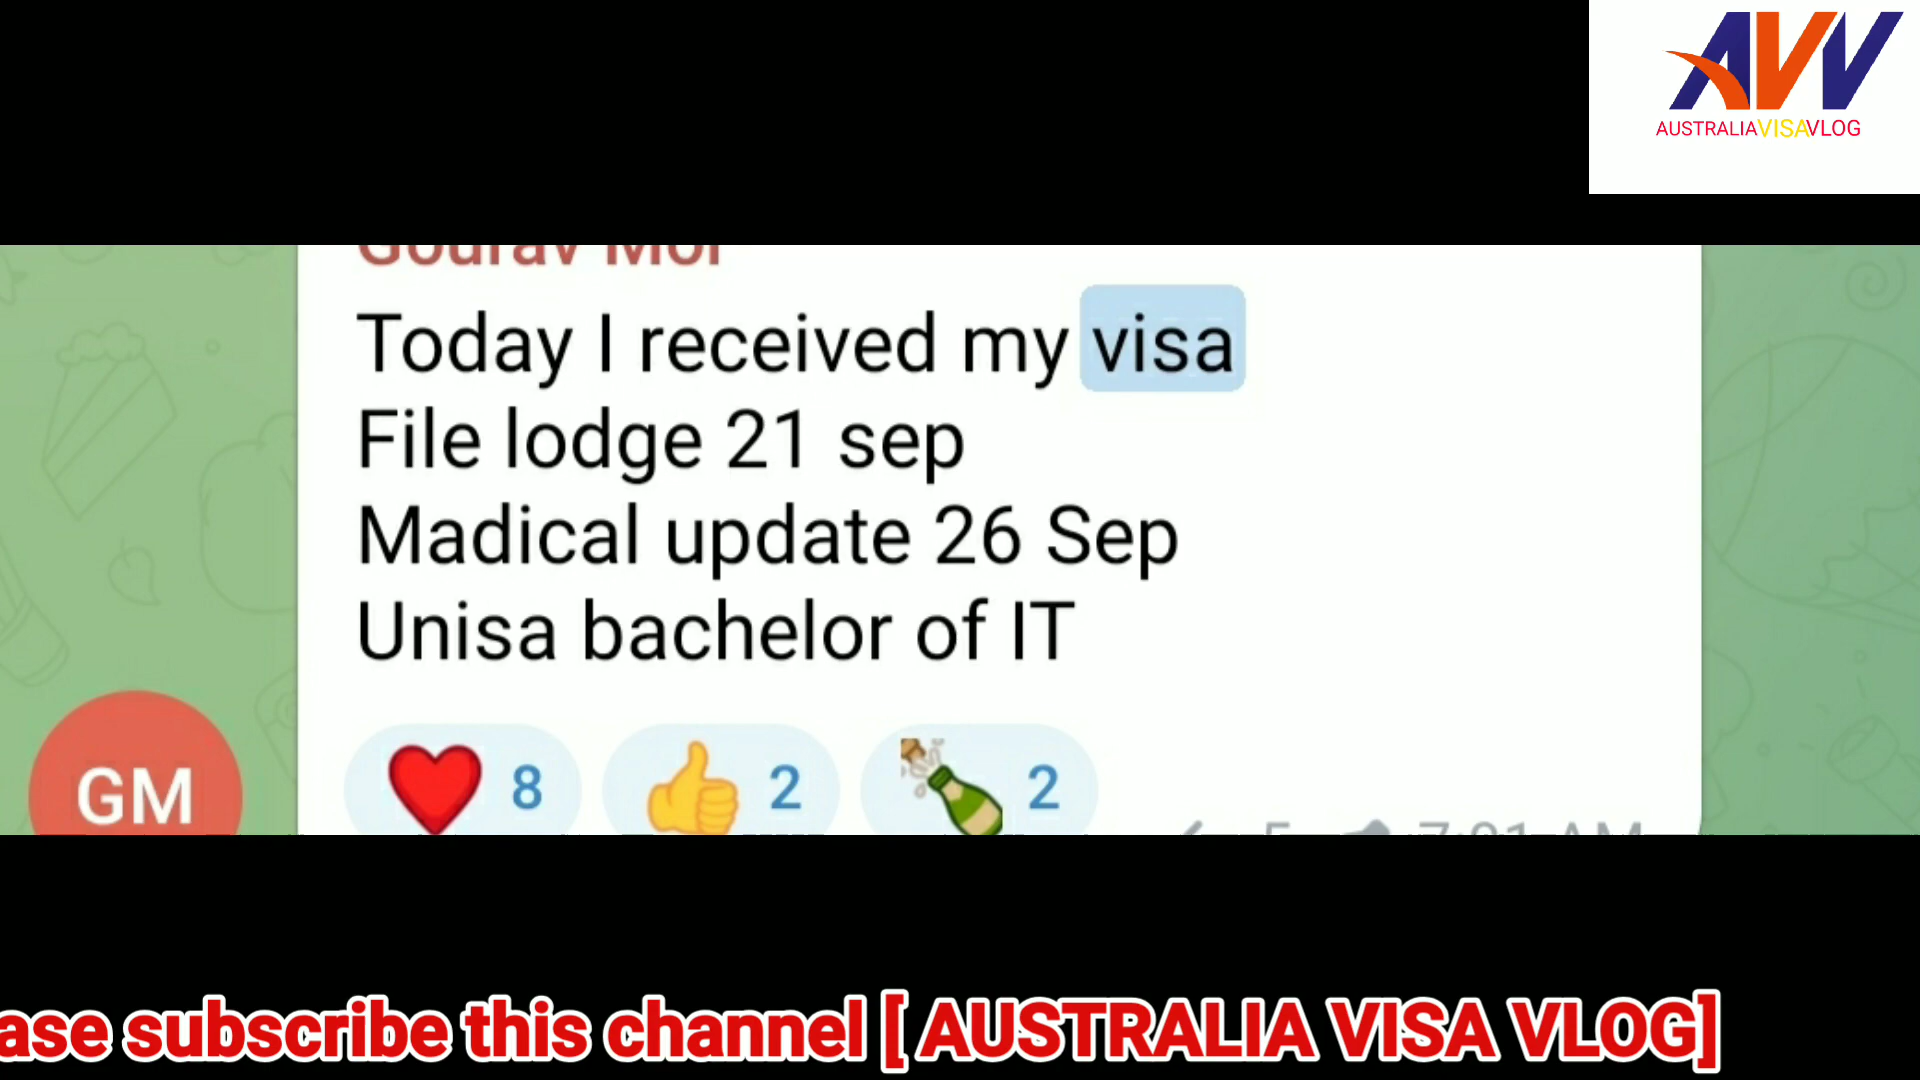 AVV
AUSTRALIAVISAVLOG
Today I received my visa
File lodge 21 sep
Madical update 26 Sep
Unisa bachelor of IT
GM
8 2 2
ase subscribe this channel [ AUSTRALIA VISA VLOG]